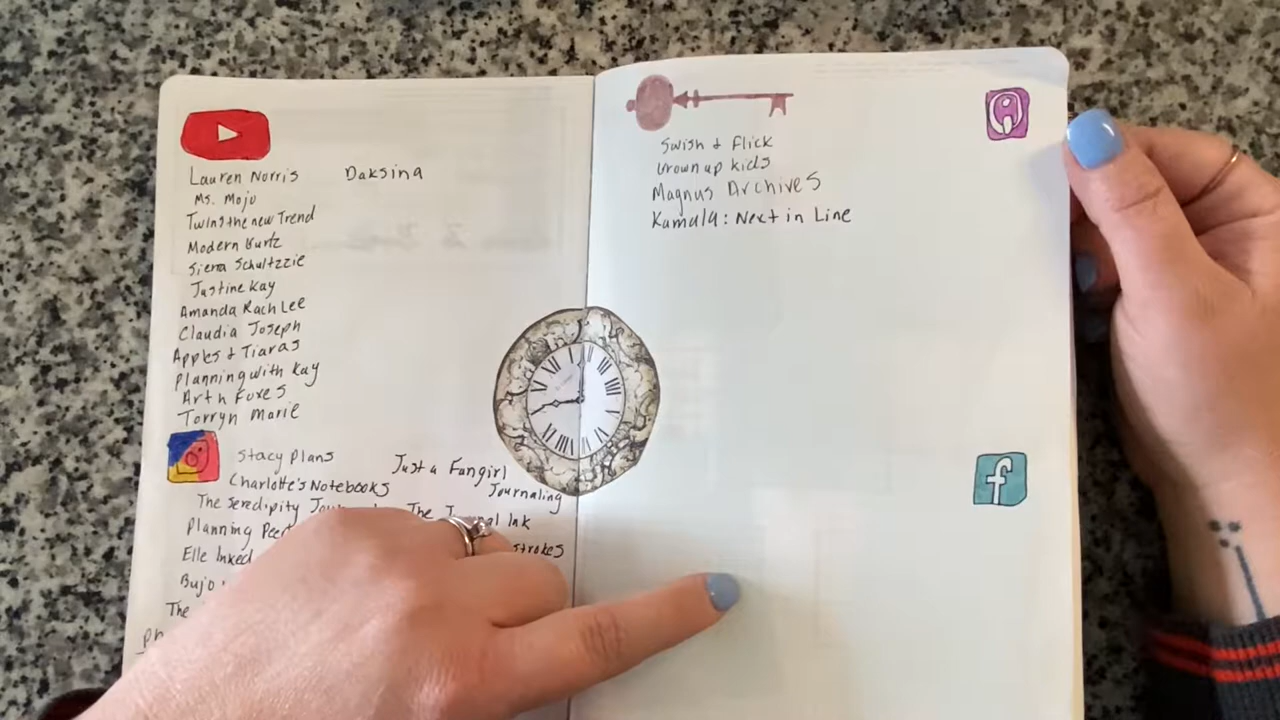 Lauren Norris Daksina
Ms. Mojo
Twins the new Trend
Modern Gurlz
Sierra Schultzzie
Justine Kay
Amanda Rach Lee
Claudia Joseph
Apples & Tiaras
Planning with Kay
Arth Foxes
Torryn Marie
Stacy Plans
Charlotte's Notebooks
Just a Fangirl
Journaling
The Seredipity
The Ink
Planning
Elle Inked
strokes
Bujo
The
Swish & Flick
Grown up kids
Magnus Archives
Kamala: Next in Line
f